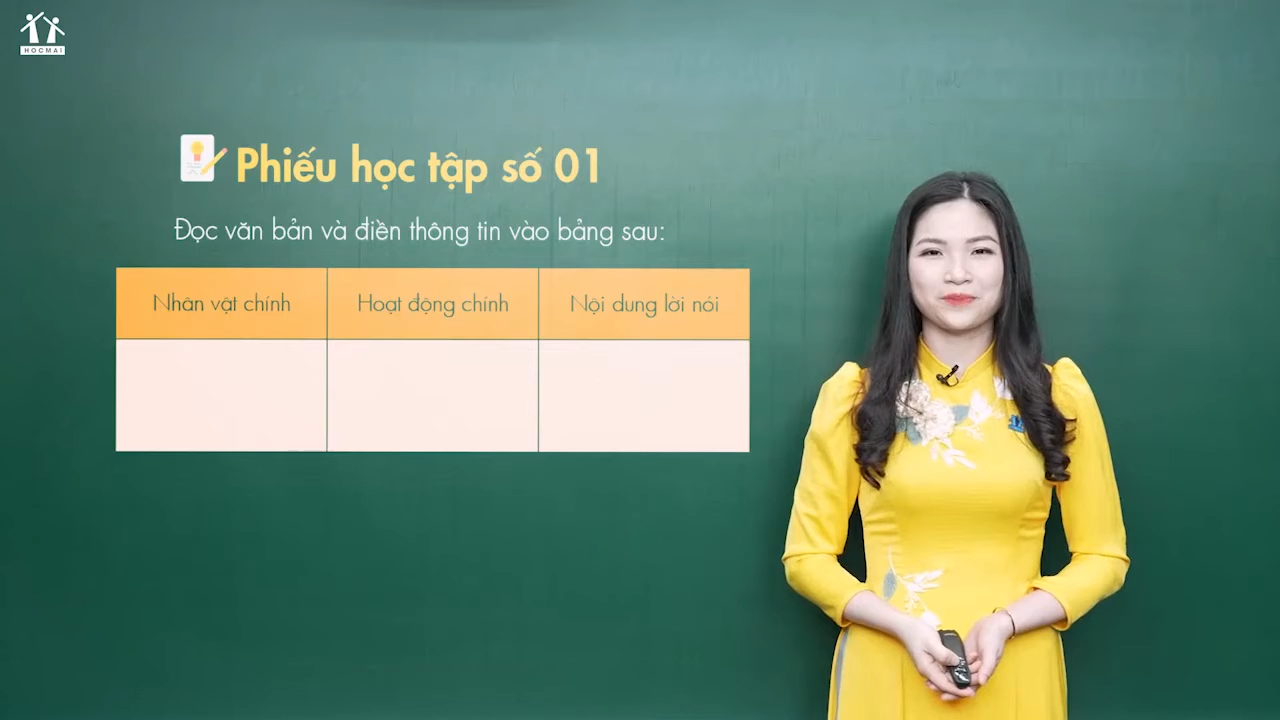 HOCMAI
Phiếu học tập số 01
Đọc văn bản và điền thông tin vào bảng sau:
Nhân vật chính
Hoạt động chính
Nội dung lời nói